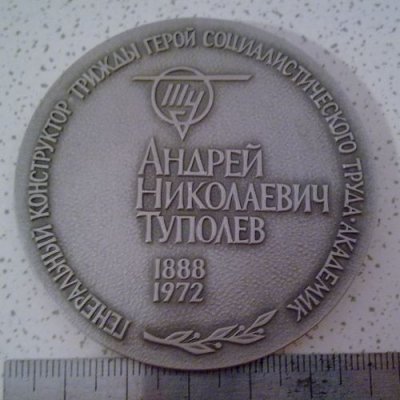 ГЕНЕРАЛЬНЫЙ КОНСТРУКТОР ТРИЖДЫ ГЕРОЙ СОЦИАЛИСТИЧЕСКОГО ТРУДА · АКАДЕМИК
ТУ
АНДРЕЙ
НИКОЛАЕВИЧ
ТУПОЛЕВ
1888
1972